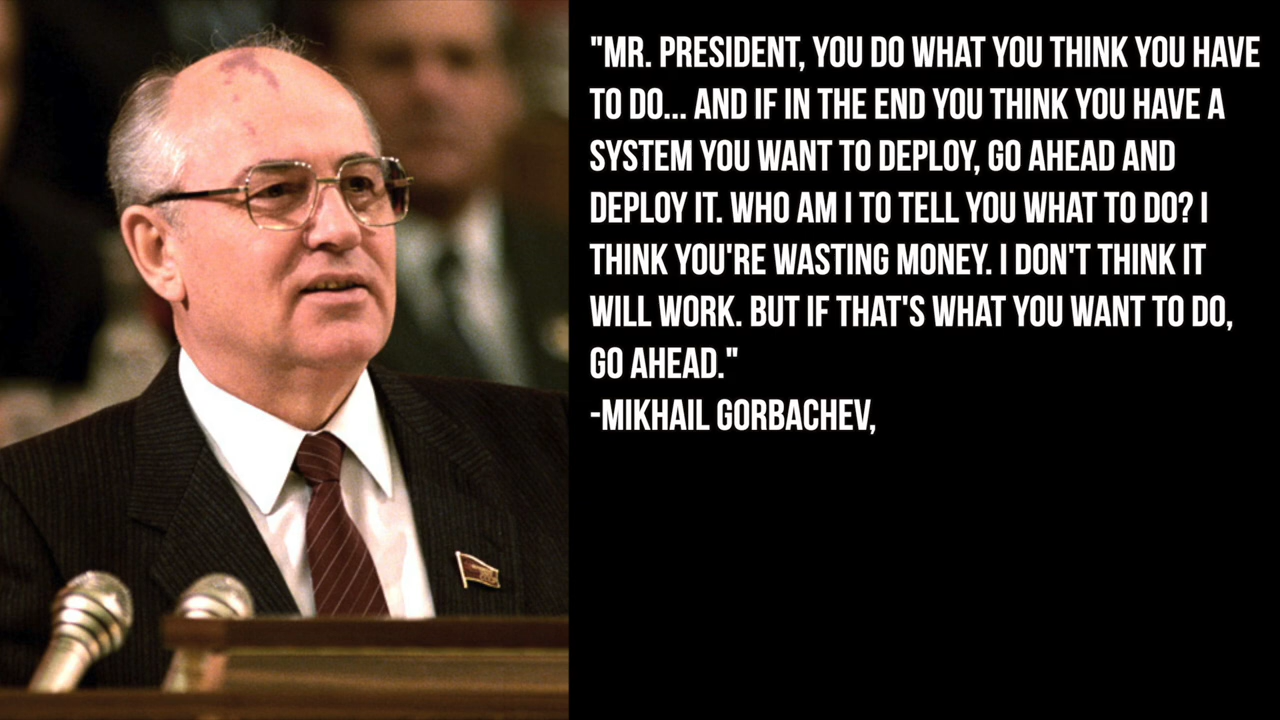 "MR. PRESIDENT, YOU DO WHAT YOU THINK YOU HAVE
TO DO... AND IF IN THE END YOU THINK YOU HAVE A
SYSTEM YOU WANT TO DEPLOY, GO AHEAD AND
DEPLOY IT. WHO AM I TO TELL YOU WHAT TO DO? I
THINK YOU'RE WASTING MONEY. I DON'T THINK IT
WILL WORK. BUT IF THAT'S WHAT YOU WANT TO DO,
GO AHEAD."
-MIKHAIL GORBACHEV,